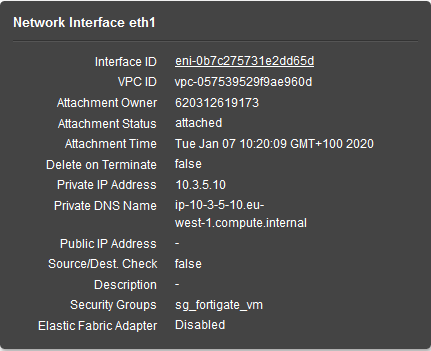 Network Interface eth1
Interface ID eni-0b7c275731e2dd65d
VPC ID vpc-057539529f9ae960d
Attachment Owner 620312619173
Attachment Status attached
Attachment Time Tue Jan 07 10:20:09 GMT+100 2020
Delete on Terminate false
Private IP Address 10.3.5.10
Private DNS Name ip-10-3-5-10.eu-
west-1.compute.internal
Public IP Address -
Source/Dest. Check false
Description -
Security Groups sg_fortigate_vm
Elastic Fabric Adapter Disabled